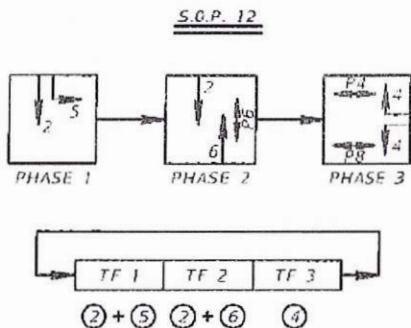 S.O.P. 12
2 5
PHASE 1
2 6 P6
PHASE 2
P4 4
P8 4
PHASE 3
TF 1 TF 2 TF 3
2 + 5 2 + 6 4